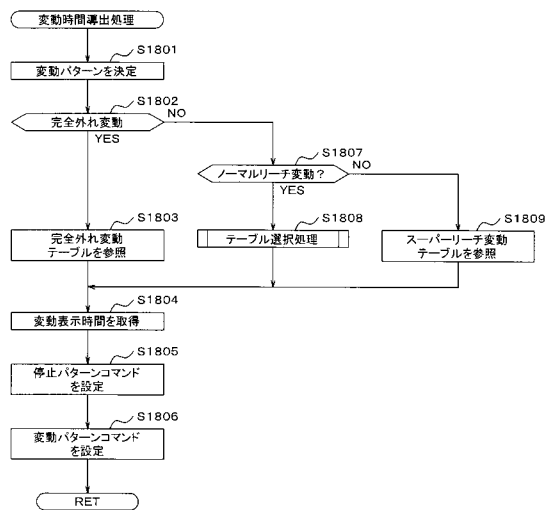 変動時間導出処理
S1801
変動パターンを決定
S1802
完全外れ変動
NO
YES
S1807
ノーマルリーチ変動？
NO
YES
S1803
完全外れ変動
テーブルを参照
S1808
テーブル選択処理
S1809
スーパーリーチ変動
テーブルを参照
S1804
変動表示時間を取得
S1805
停止パターンコマンド
を設定
S1806
変動パターンコマンド
を設定
RET